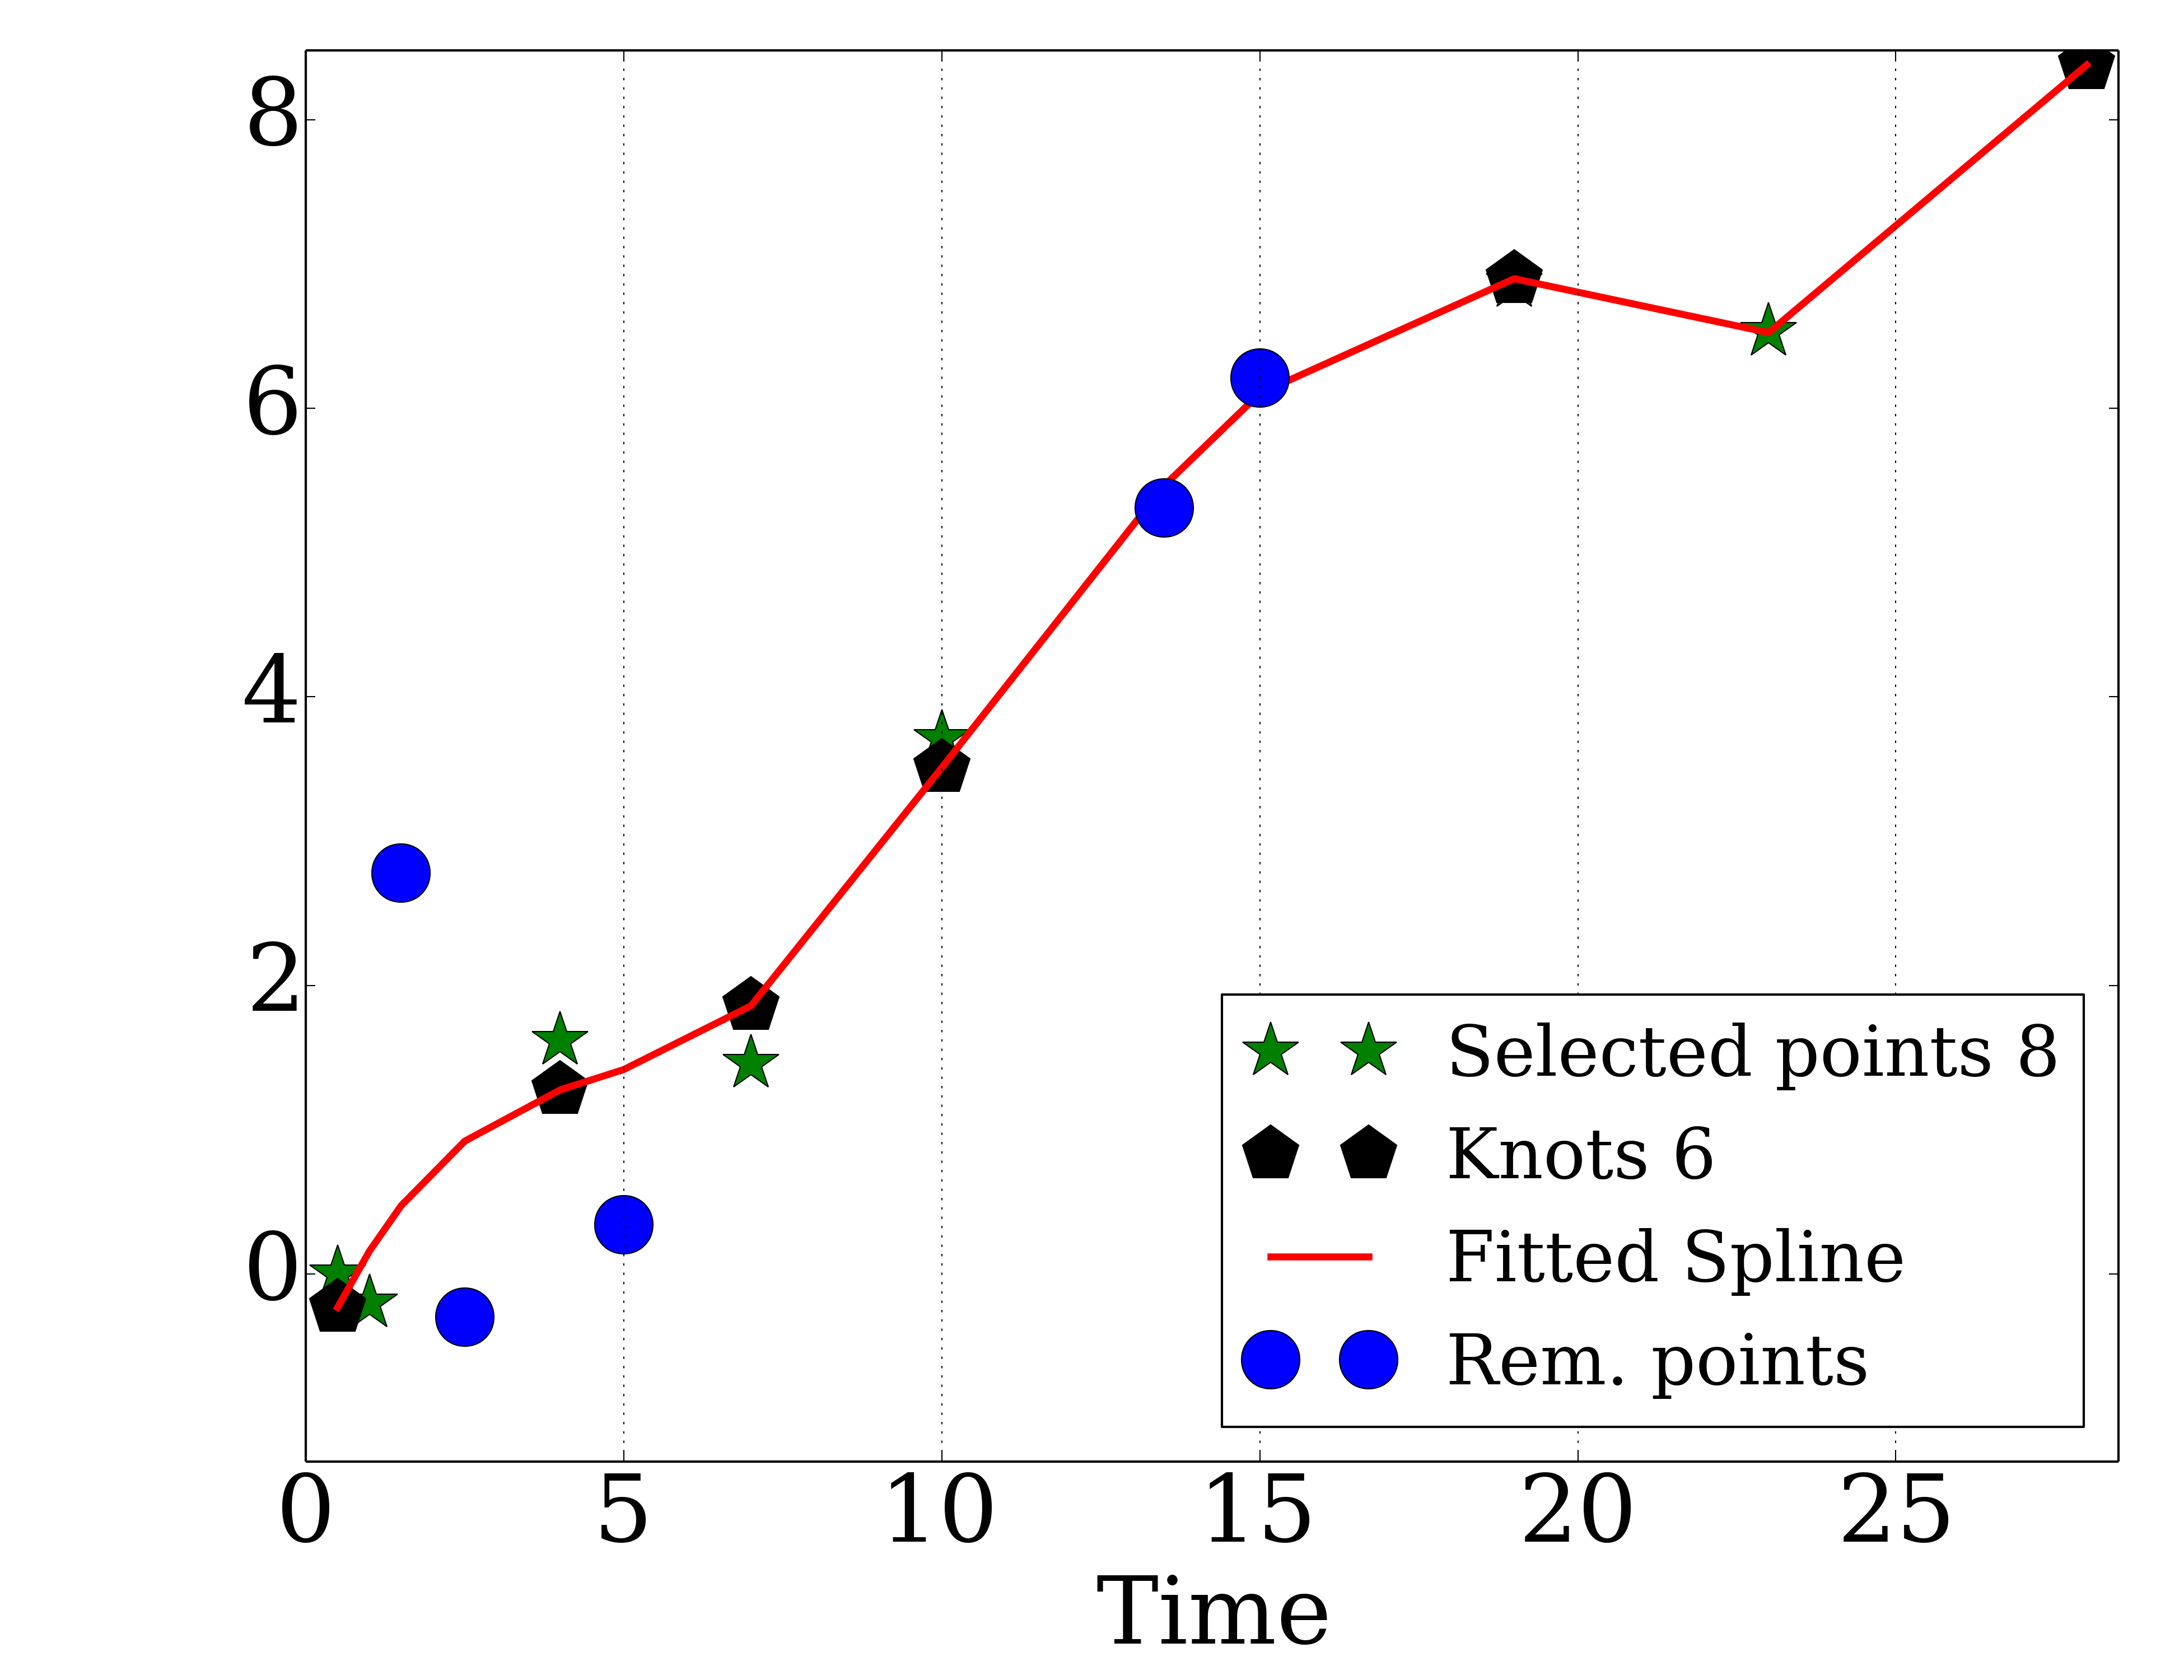 8
6
4
2
0
Selected points 8
Knots 6
Fitted Spline
Rem. points
0 5 10 15 20 25
Time